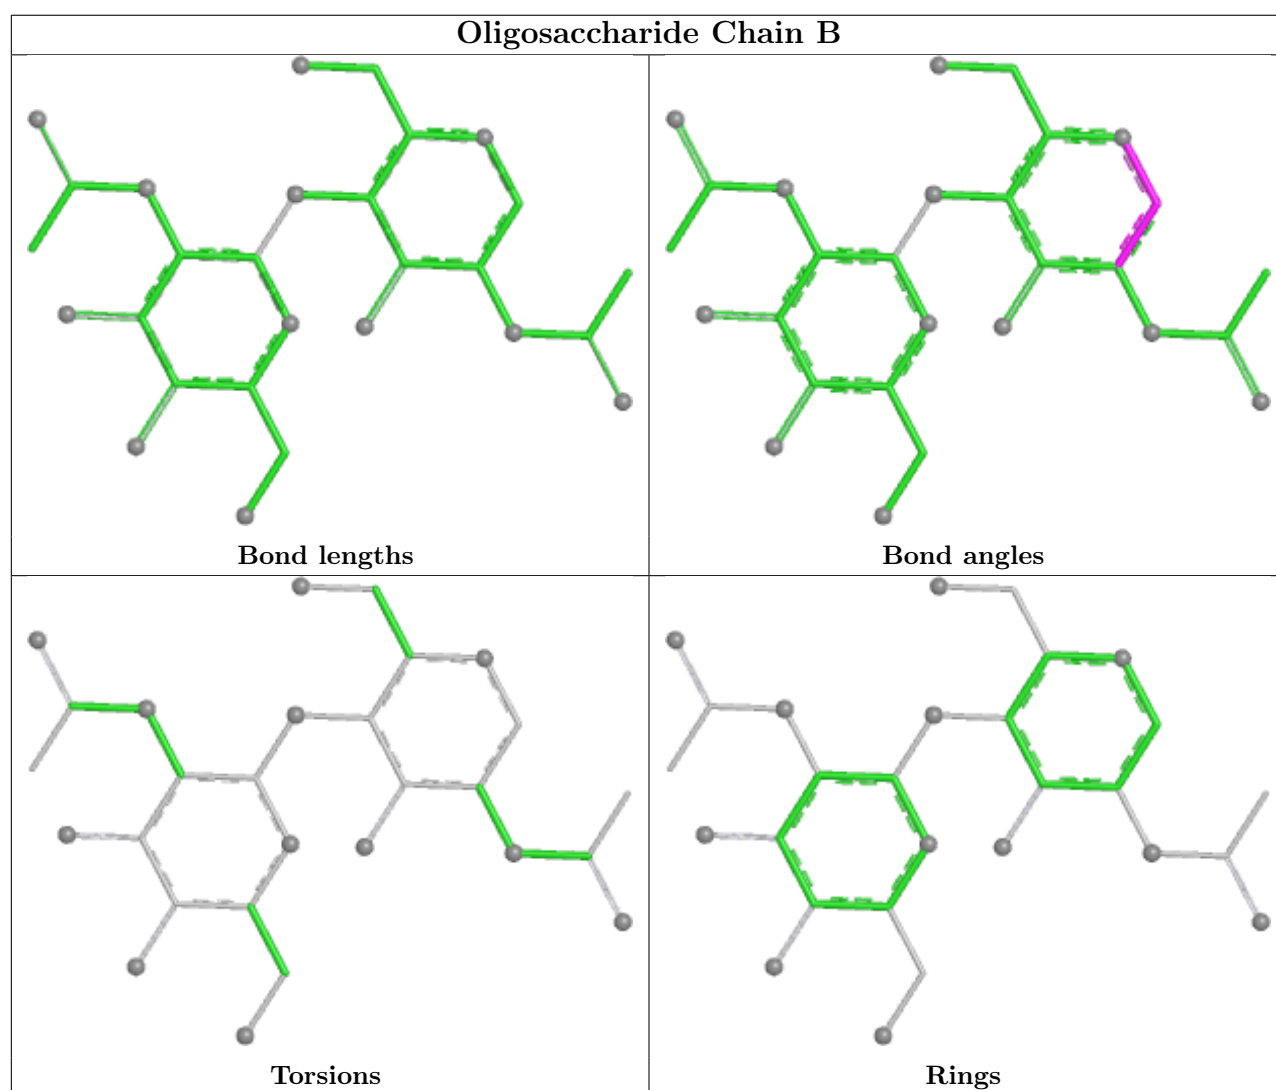 Oligosaccharide Chain B
Bond lengths
Bond angles
Torsions
Rings